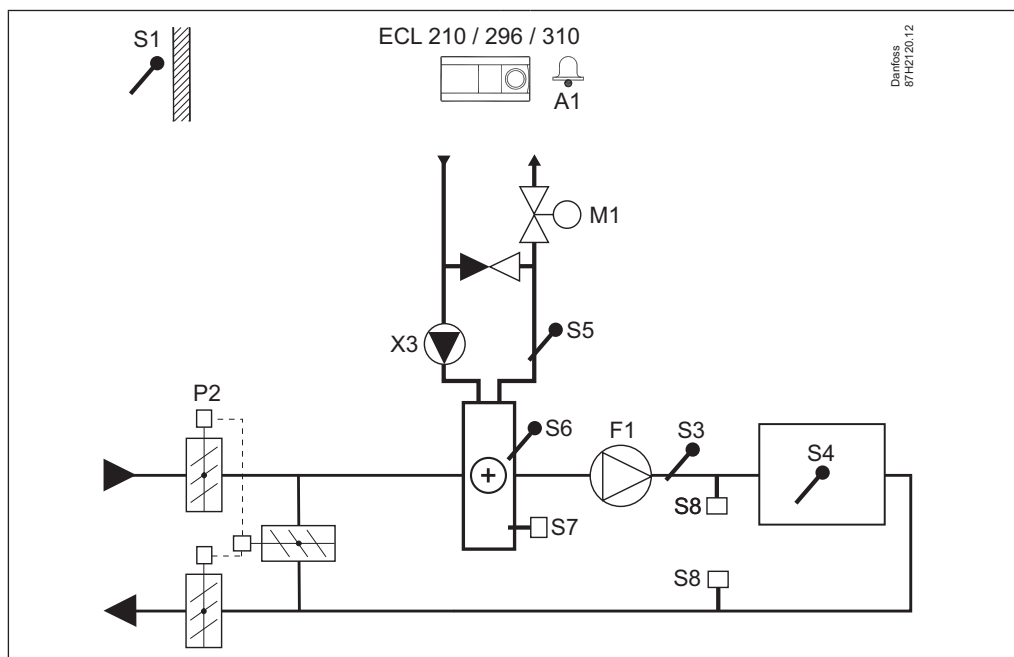 S1
ECL 210 / 296 / 310
A1
Danfoss
87H2120.12
M1
X3
S5
P2
S6
F1
S3
S4
S8
S7
S8